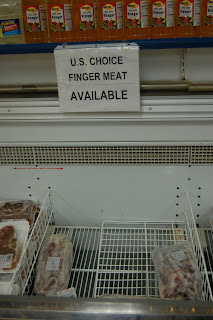 U.S. CHOICE
FINGER MEAT
AVAILABLE